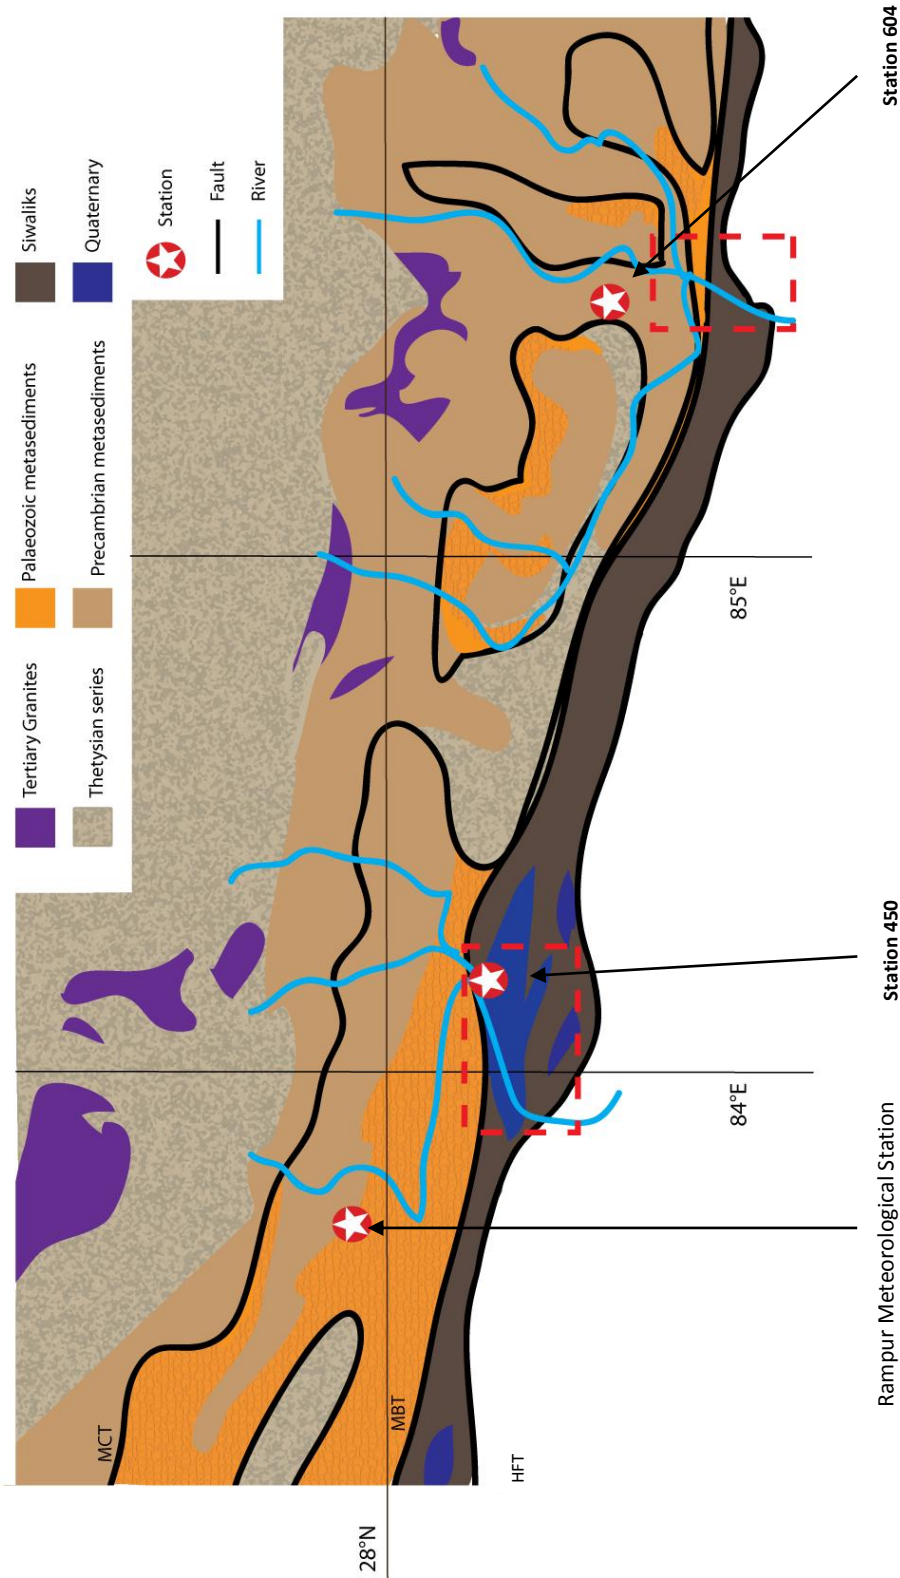 Tertiary Granites
Palaeozoic metasediments
Siwaliks
Thetysian series
Precambrian metasediments
Quaternary
Station
Fault
River
MCT
MBT
HFT
28°N
84°E
85°E
Rampur Meteorological Station
Station 450
Station 604